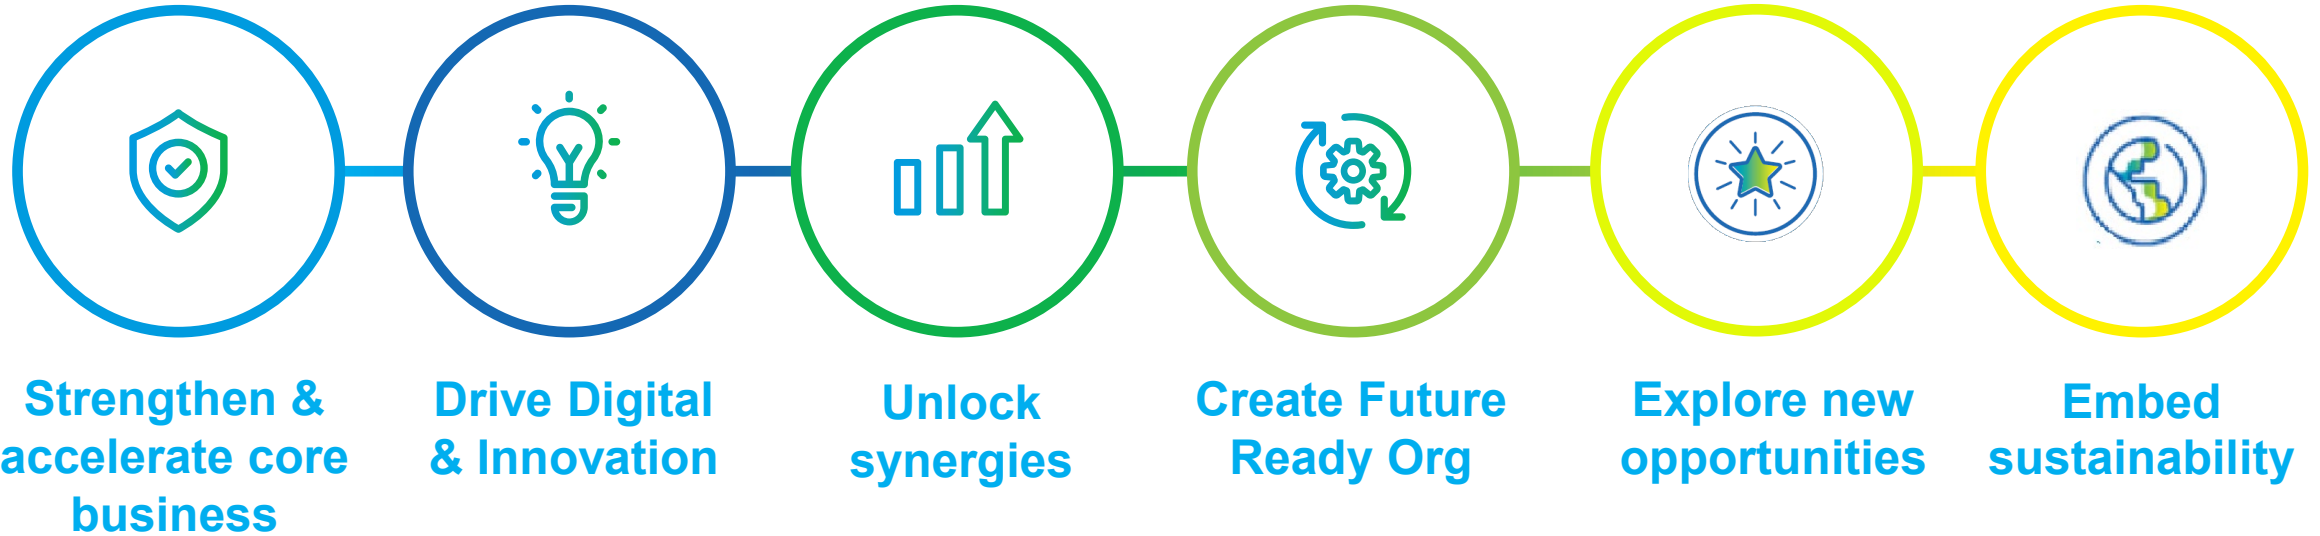 Strengthen &
accelerate core
business
Drive Digital
& Innovation
Unlock
synergies
Create Future
Ready Org
Explore new
opportunities
Embed
sustainability